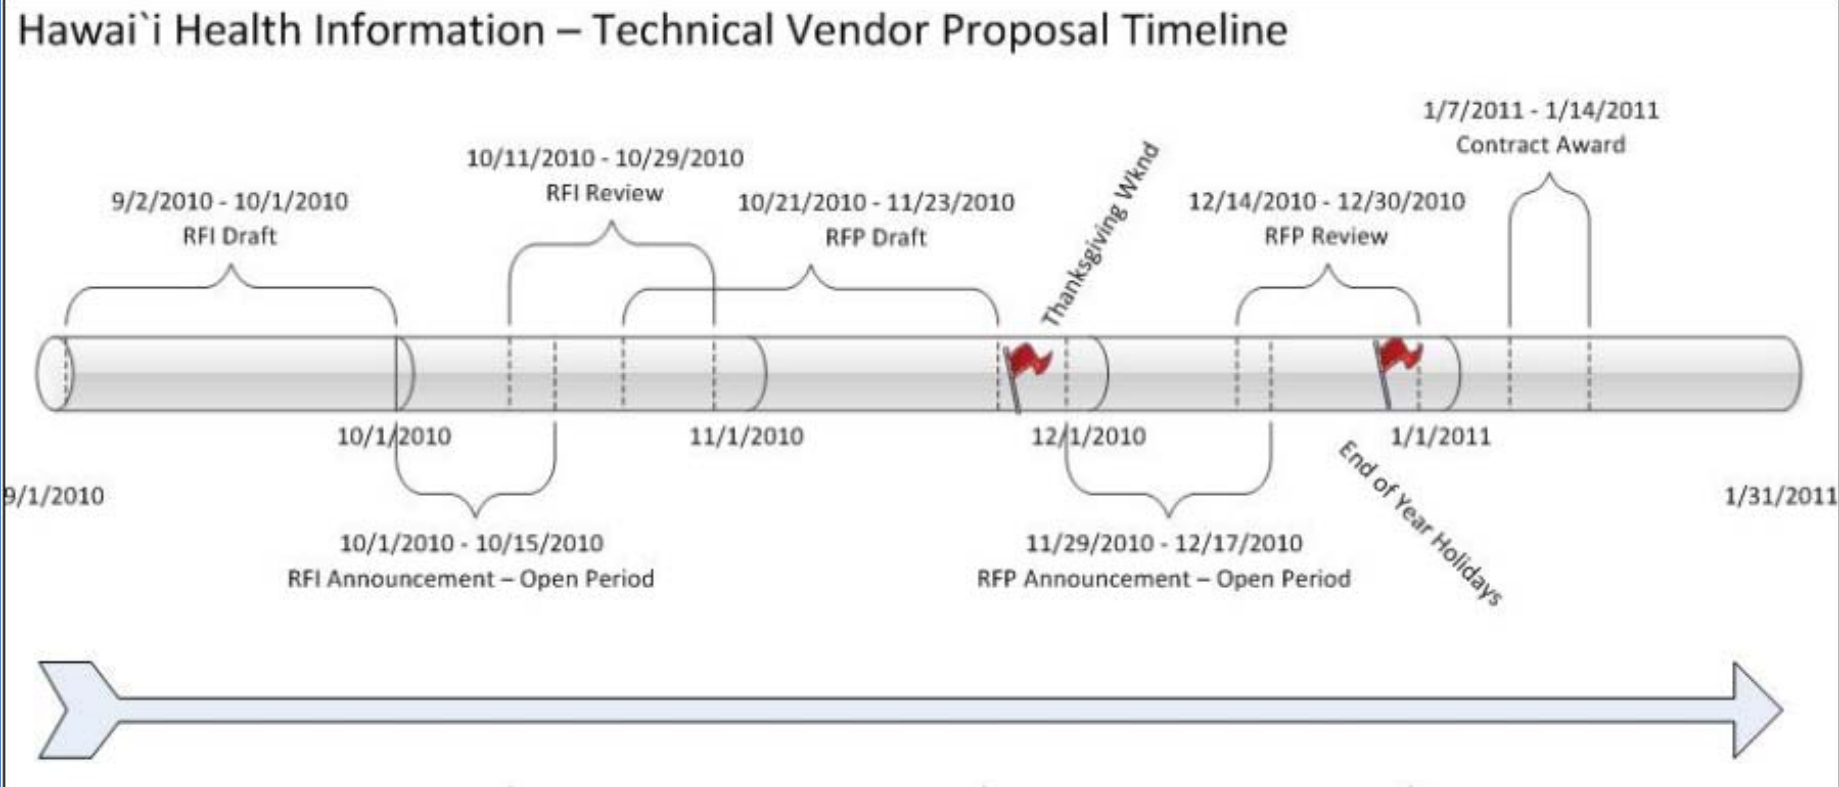 Hawai`i Health Information – Technical Vendor Proposal Timeline
1/7/2011 - 1/14/2011
Contract Award
10/11/2010 - 10/29/2010
RFI Review
9/2/2010 - 10/1/2010
RFI Draft
10/21/2010 - 11/23/2010
RFP Draft
Thanksgiving Wknd
12/14/2010 - 12/30/2010
RFP Review
10/1/2010
11/1/2010
12/1/2010
1/1/2011
9/1/2010
1/31/2011
End of Year Holidays
10/1/2010 - 10/15/2010
RFI Announcement – Open Period
11/29/2010 - 12/17/2010
RFP Announcement – Open Period